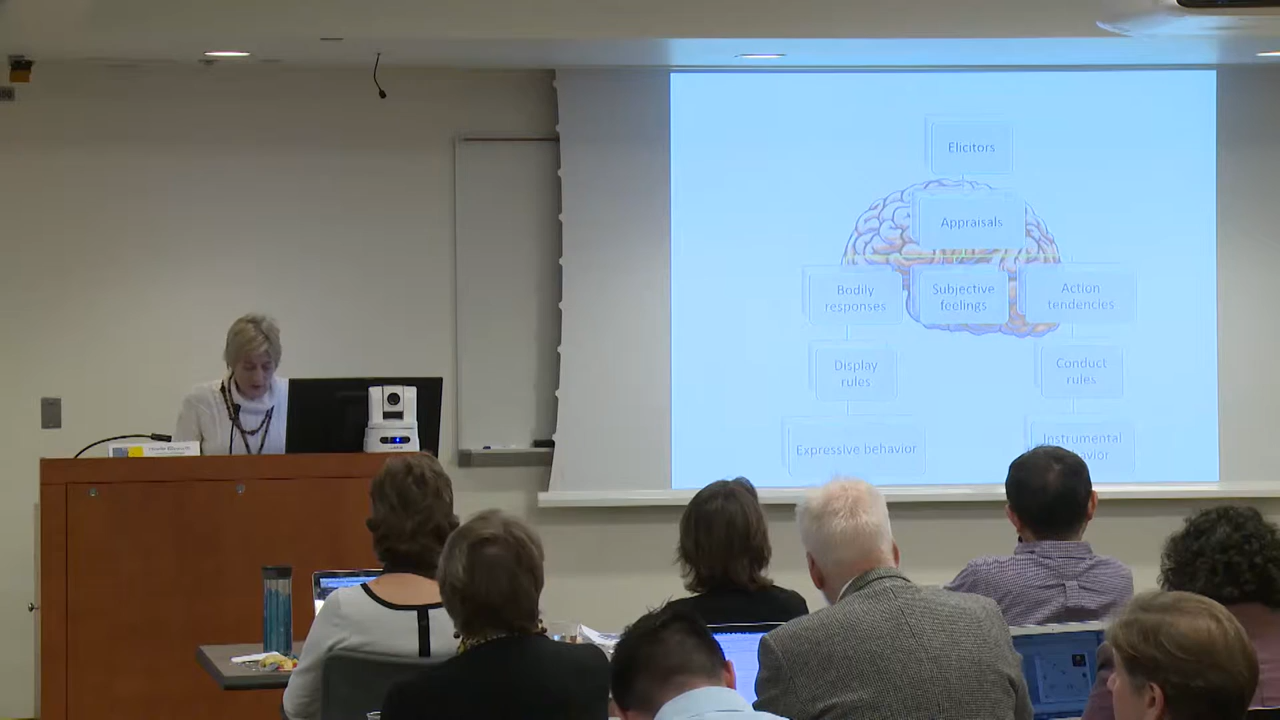 Elicitors
Appraisals
Bodily
responses
Subjective
feelings
Action
tendencies
Display
rules
Conduct
rules
Expressive behavior
Instrumental